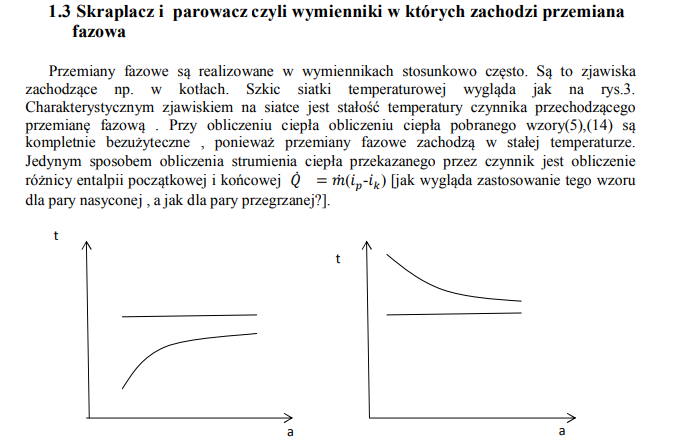 1.3 Skraplacz i parowacz czyli wymienniki w których zachodzi przemiana
fazowa
Przemiany fazowe są realizowane w wymiennikach stosunkowo często. Są to zjawiska
zachodzące np. w kotłach. Szkic siatki temperaturowej wygląda jak na rys.3.
Charakterystycznym zjawiskiem na siatce jest stałość temperatury czynnika przechodzącego
przemianę fazową . Przy obliczeniu ciepła obliczeniu ciepła pobranego wzory(5),(14) są
kompletnie bezużyteczne , ponieważ przemiany fazowe zachodzą w stałej temperaturze.
Jedynym sposobem obliczenia strumienia ciepła przekazanego przez czynnik jest obliczenie
różnicy entalpii początkowej i końcowej Q̇ = ṁ(i_p-i_k) [jak wygląda zastosowanie tego wzoru
dla pary nasyconej , a jak dla pary przegrzanej?].
t
t
a
a